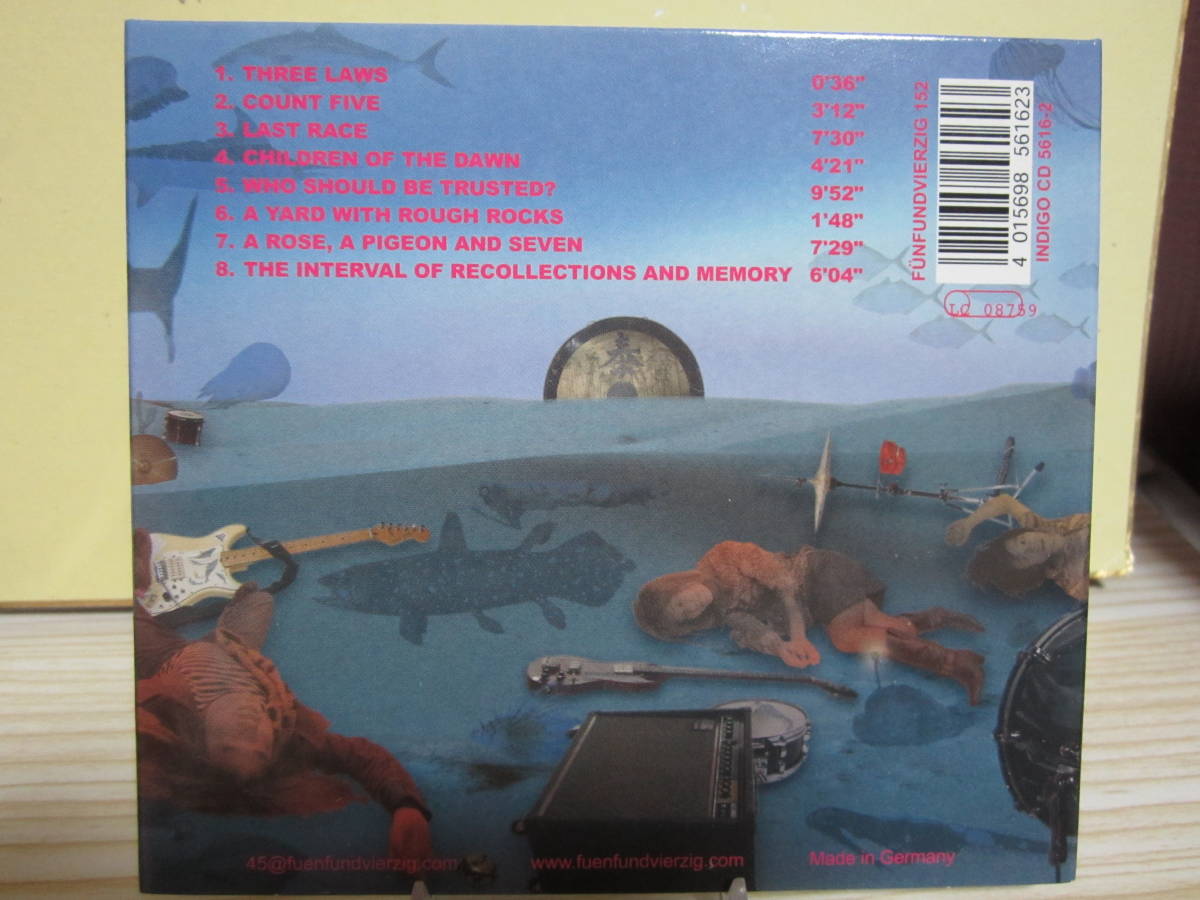 1. THREE LAWS 0'36"
2. COUNT FIVE 3'12"
3. LAST RACE 7'30"
4. CHILDREN OF THE DAWN 4'21"
5. WHO SHOULD BE TRUSTED? 9'52"
6. A YARD WITH ROUGH ROCKS 1'48"
7. A ROSE, A PIGEON AND SEVEN 7'29"
8. THE INTERVAL OF RECOLLECTIONS AND MEMORY 6'04"
FÜNFUNDVIERZIG 152
4 015698 561623
INDIGO CD 5616-2
LC 08759
45@fuenfundvierzig.com
www.fuenfundvierzig.com
Made in Germany